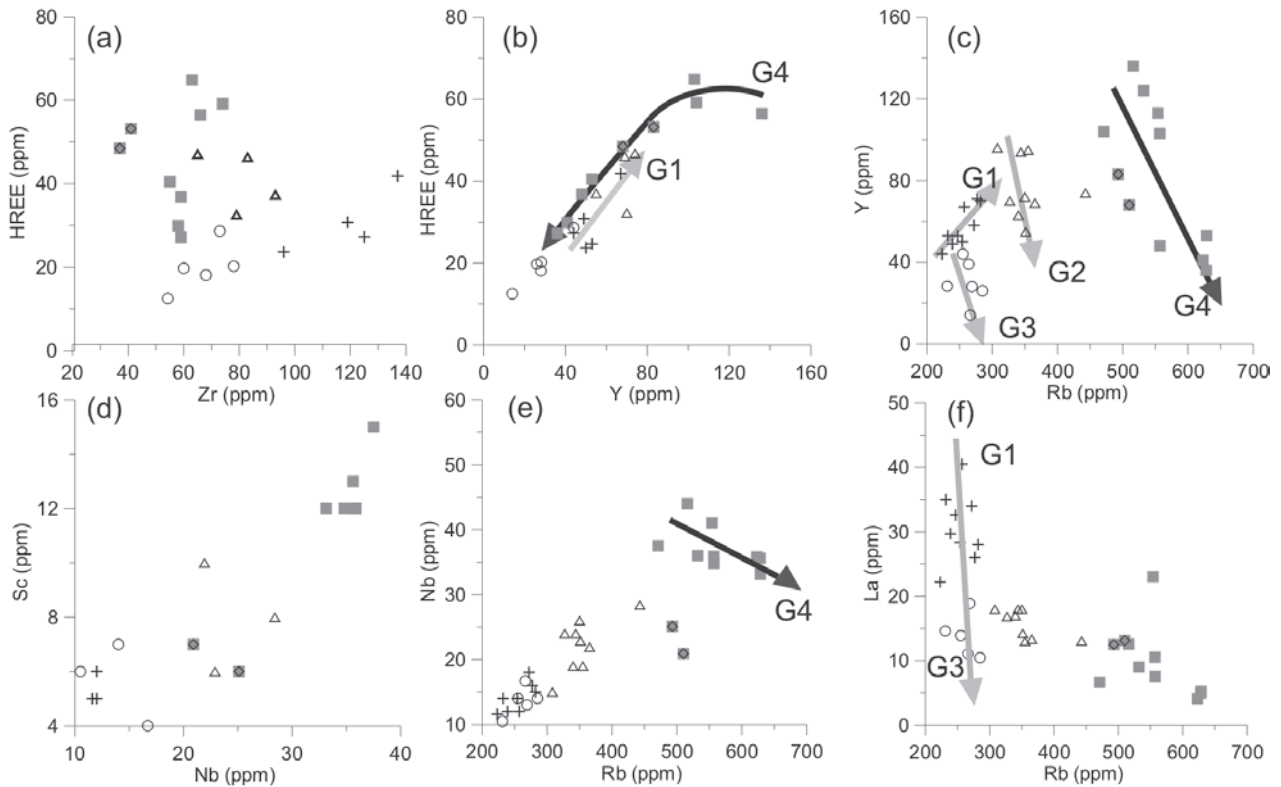 (a)
80
60
40
20
0
HREE (ppm)
20 40 60 80 100 120 140
Zr (ppm)
(b)
80
60
40
20
0
HREE (ppm)
G4
G1
0 40 80 120 160
Y (ppm)
(c)
160
120
80
40
0
Y (ppm)
G1
G2
G3
G4
200 300 400 500 600 700
Rb (ppm)
(d)
16
12
8
4
Sc (ppm)
10 20 30 40
Nb (ppm)
(e)
60
50
40
30
20
10
Nb (ppm)
G4
200 300 400 500 600 700
Rb (ppm)
(f)
50
40
30
20
10
0
La (ppm)
G1
G3
200 300 400 500 600 700
Rb (ppm)